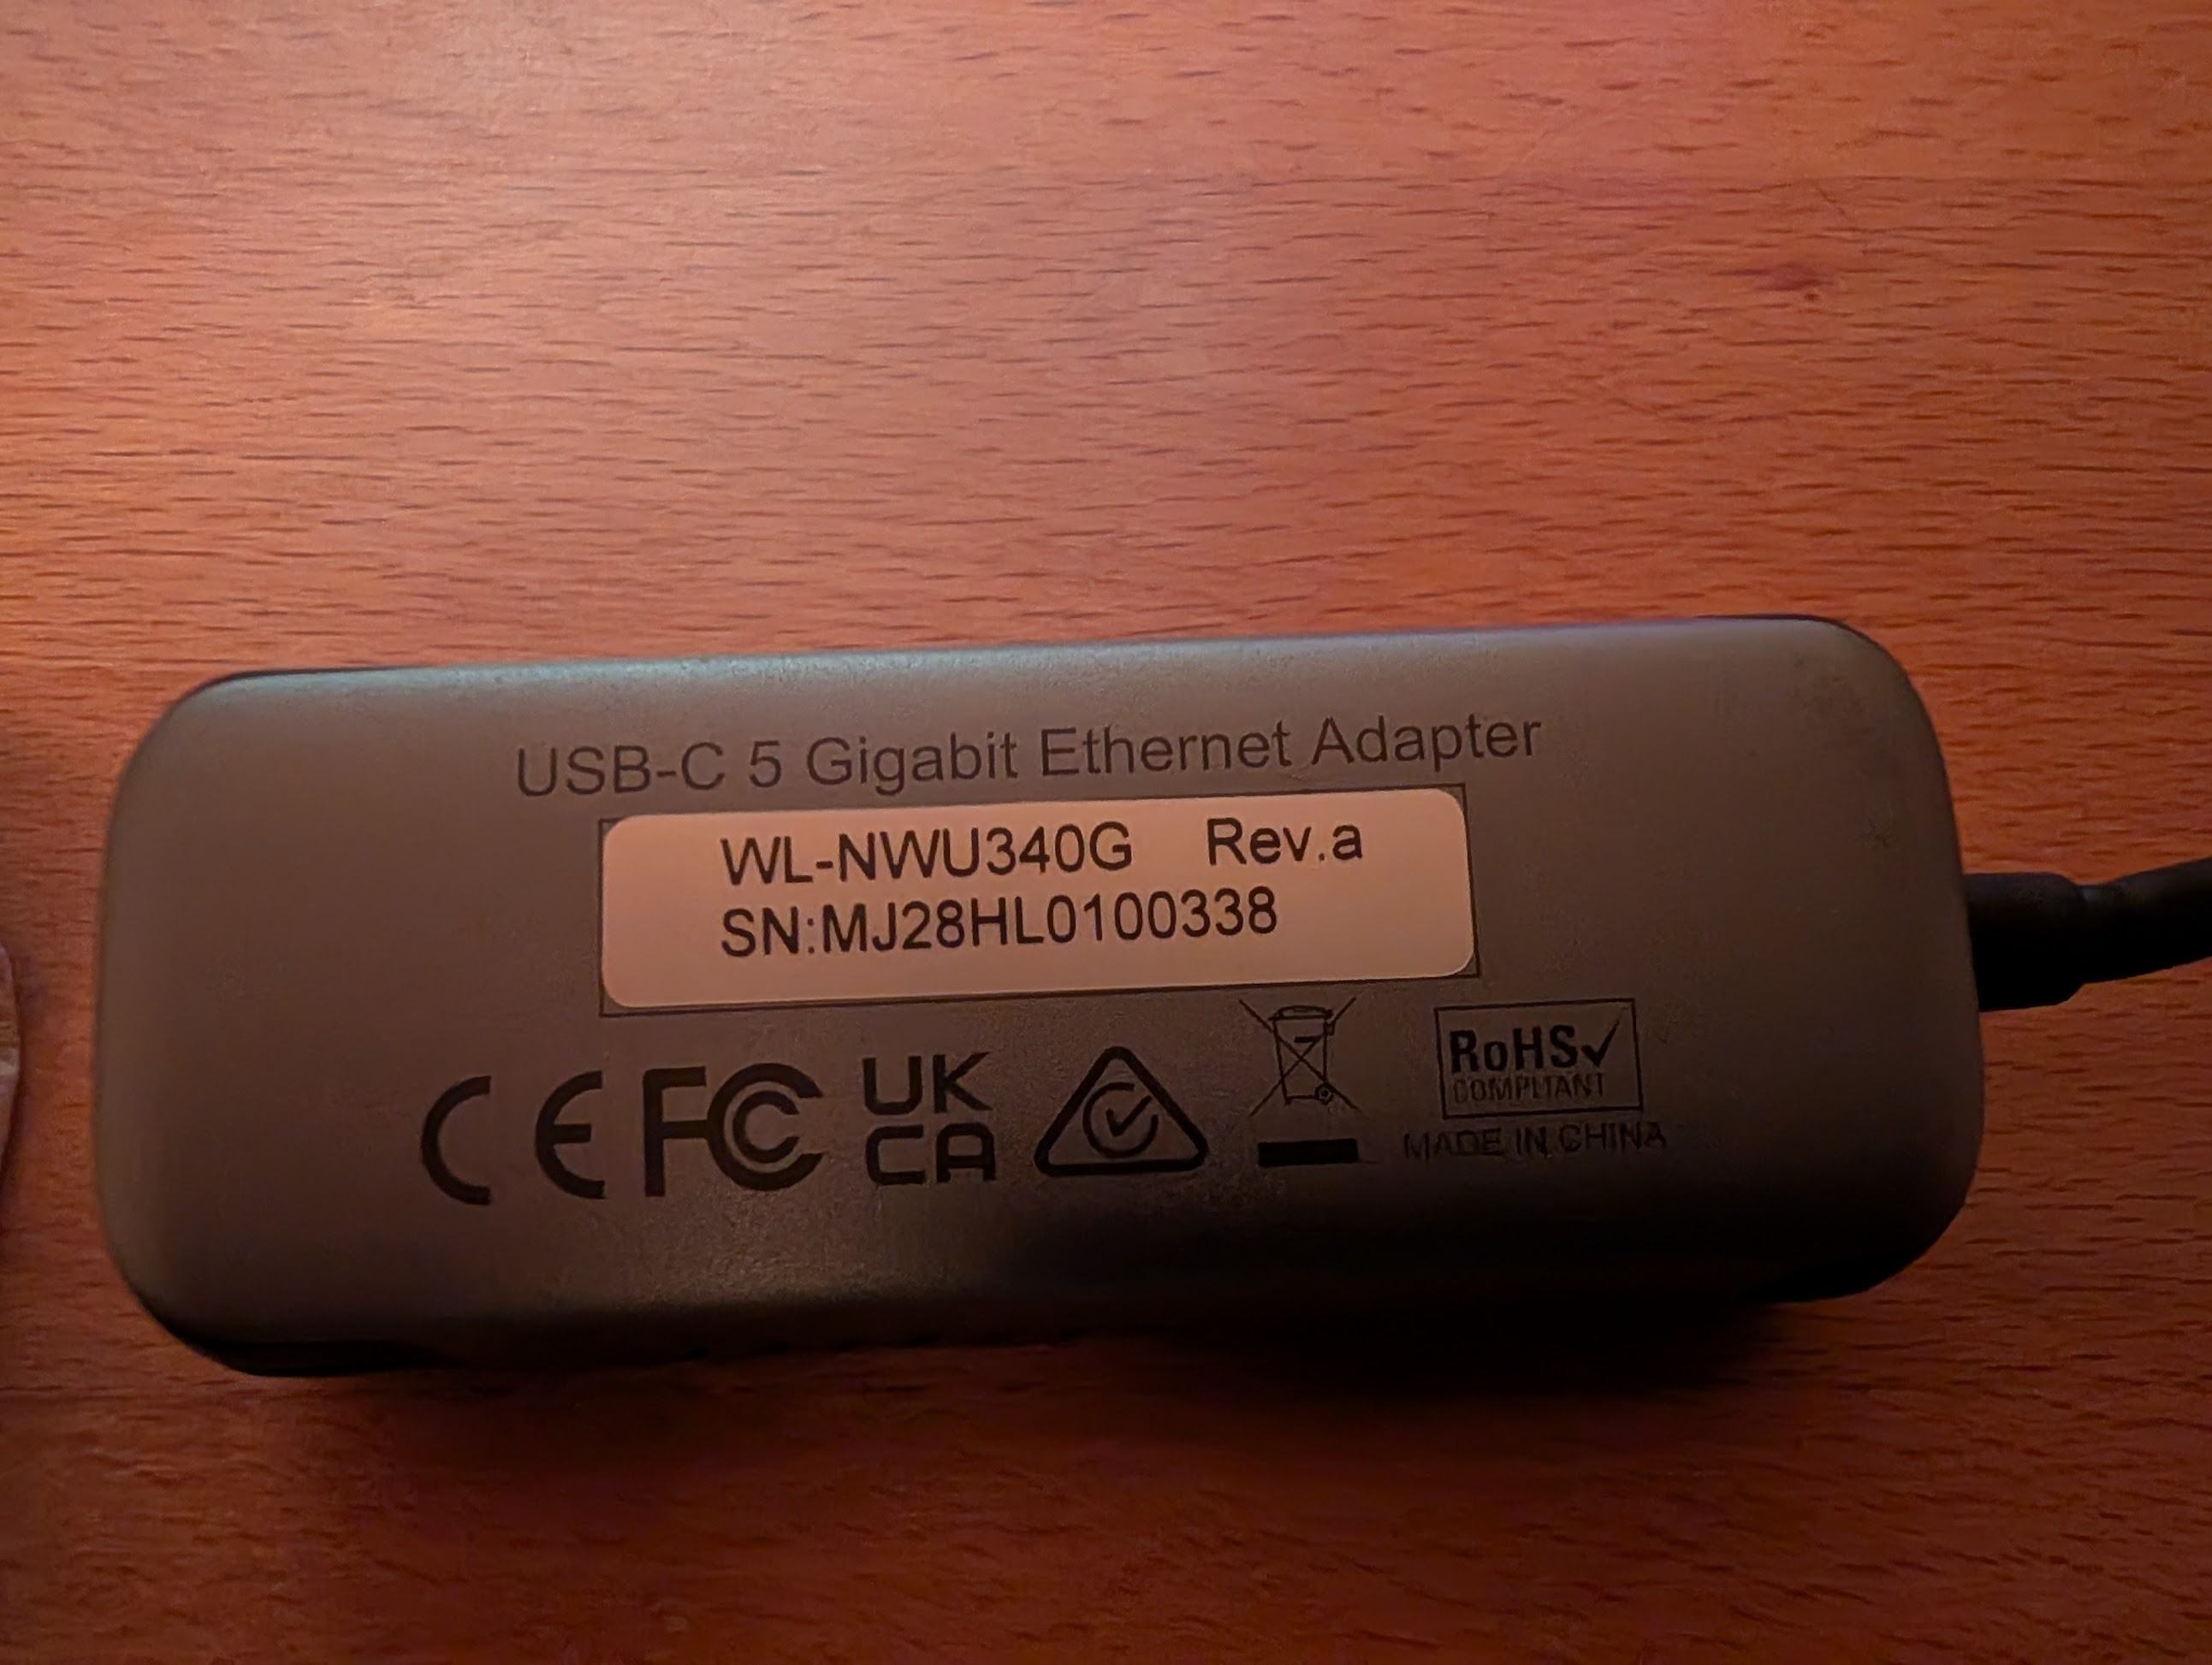 USB-C 5 Gigabit Ethernet Adapter
WL-NWU340G Rev.a
SN:MJ28HL0100338
CE FC UK
CA
RoHS✓
COMPLIANT
MADE IN CHINA